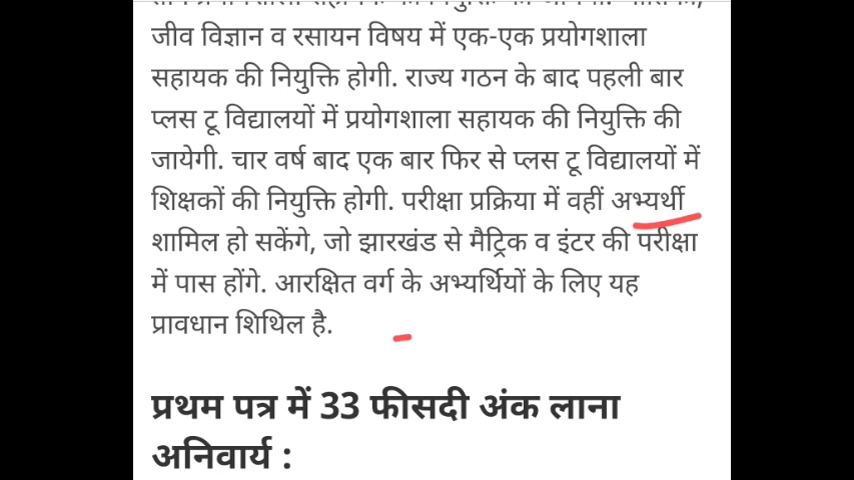 जीव विज्ञान व रसायन विषय में एक-एक प्रयोगशाला
सहायक की नियुक्ति होगी. राज्य गठन के बाद पहली बार
प्लस टू विद्यालयों में प्रयोगशाला सहायक की नियुक्ति की
जायेगी. चार वर्ष बाद एक बार फिर से प्लस टू विद्यालयों में
शिक्षकों की नियुक्ति होगी. परीक्षा प्रक्रिया में वहीं अभ्यर्थी
शामिल हो सकेंगे, जो झारखंड से मैट्रिक व इंटर की परीक्षा
में पास होंगे. आरक्षित वर्ग के अभ्यर्थियों के लिए यह
प्रावधान शिथिल है.
प्रथम पत्र में 33 फीसदी अंक लाना
अनिवार्य :